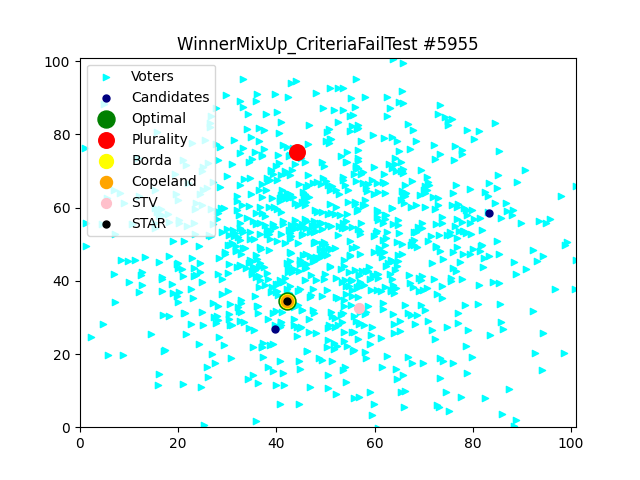 WinnerMixUp_CriteriaFailTest #5955
100
80
60
40
20
0
0 20 40 60 80 100
Voters
Candidates
Optimal
Plurality
Borda
Copeland
STV
STAR